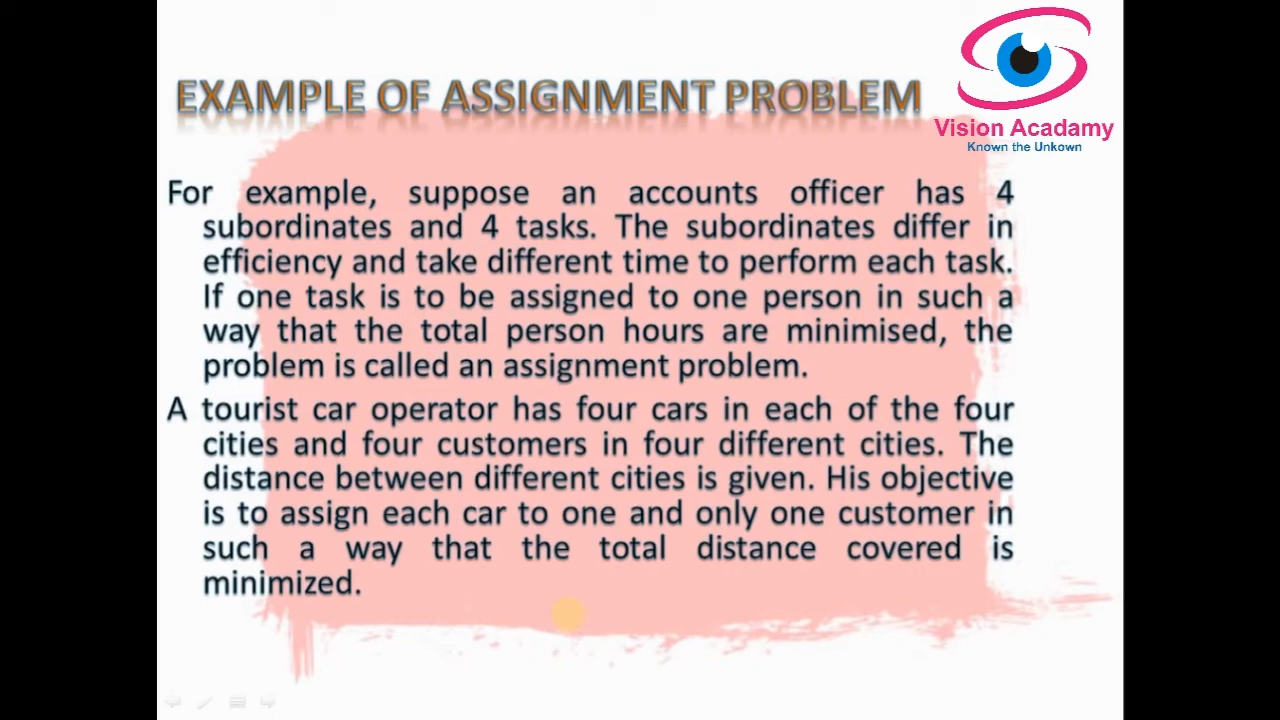 EXAMPLE OF ASSIGNMENT PROBLEM
Vision Acadamy
Known the Unkown
For example, suppose an accounts officer has 4
subordinates and 4 tasks. The subordinates differ in
efficiency and take different time to perform each task.
If one task is to be assigned to one person in such a
way that the total person hours are minimised, the
problem is called an assignment problem.
A tourist car operator has four cars in each of the four
cities and four customers in four different cities. The
distance between different cities is given. His objective
is to assign each car to one and only one customer in
such a way that the total distance covered is
minimized.